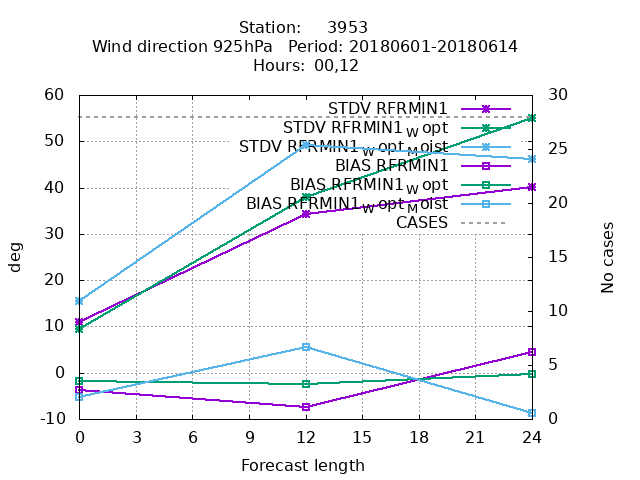 Station: 3953
Wind direction 925hPa Period: 20180601-20180614
Hours: 00,12
60
50
40
30
20
10
0
-10
30
25
20
15
10
5
0
STDV RFRMIN1
STDV RFRMIN1_W opt
STDV RFRMIN1_W opt_M oist
BIAS RFRMIN1
BIAS RFRMIN1_W opt
BIAS RFRMIN1_W opt_M oist
CASES
deg
No cases
0 3 6 9 12 15 18 21 24
Forecast length